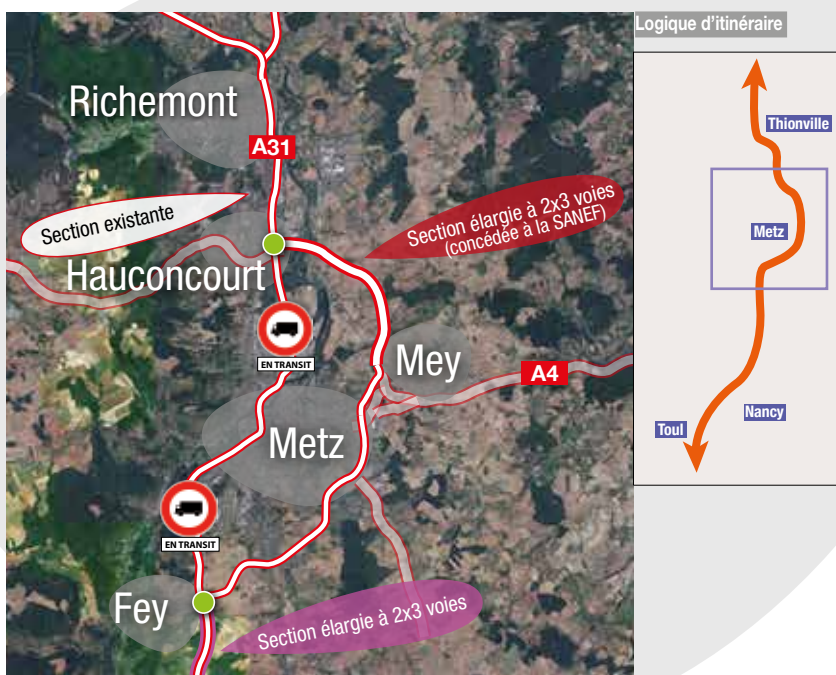 Logique d'itinéraire
Richemont
A31
Section existante
Section élargie à 2x3 voies
(concédée à la SANEF)
Hauconcourt
EN TRANSIT
Mey
A4
Metz
EN TRANSIT
Fey
Section élargie à 2x3 voies
Thionville
Metz
Nancy
Toul